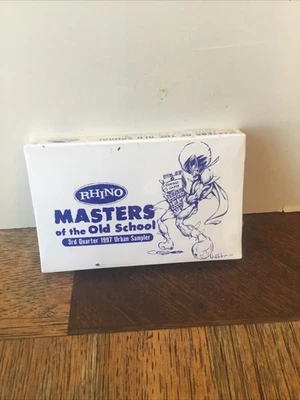 RHINO
MASTERS
of the Old School
3rd Quarter 1997 Urban Sampler